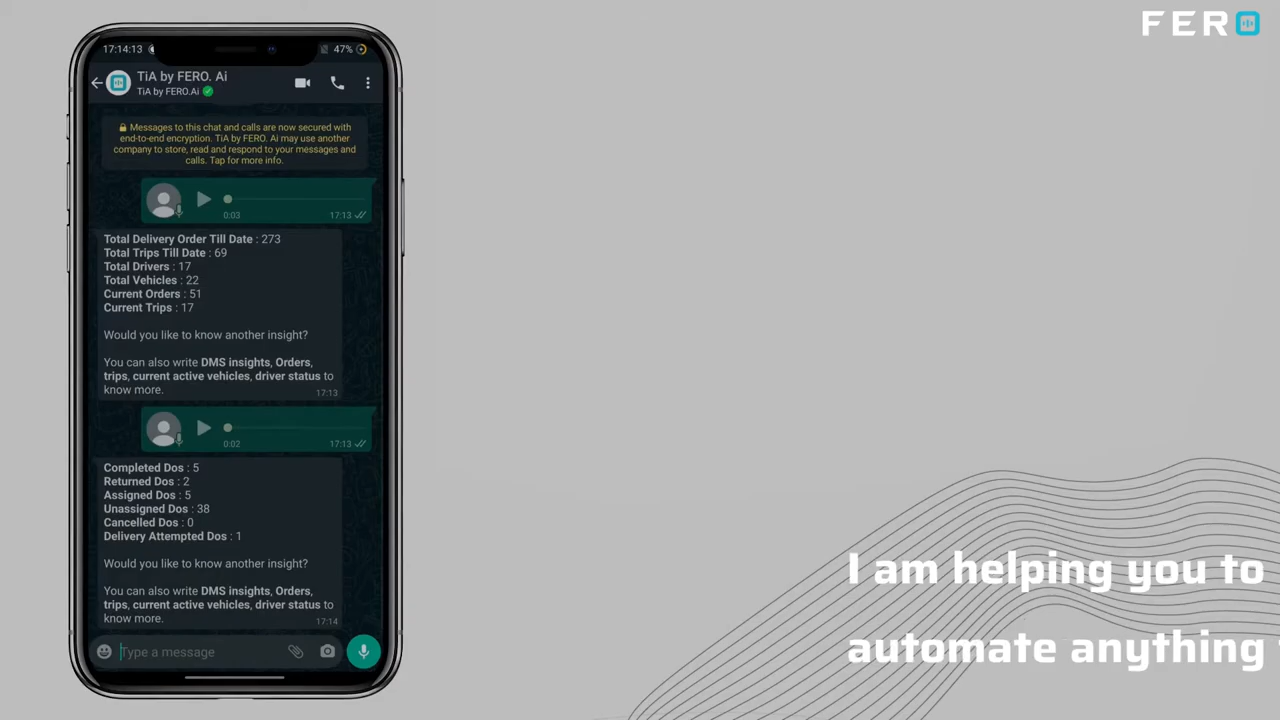 FERO
17:14:13
47%
TiA by FERO. Ai
TiA by FERO.Ai
Messages to this chat and calls are now secured with
end-to-end encryption. TiA by FERO. Ai may use another
company to store, read and respond to your messages and
calls. Tap for more info.
0:03 17:13
Total Delivery Order Till Date : 273
Total Trips Till Date : 69
Total Drivers : 17
Total Vehicles : 22
Current Orders : 51
Current Trips : 17
Would you like to know another insight?
You can also write DMS insights, Orders,
trips, current active vehicles, driver status to
know more.
17:13
0:02 17:13
Completed Dos : 5
Returned Dos : 2
Assigned Dos : 5
Unassigned Dos : 38
Cancelled Dos : 0
Delivery Attempted Dos : 1
Would you like to know another insight?
You can also write DMS insights, Orders,
trips, current active vehicles, driver status to
know more.
17:14
Type a message
I am helping you to
automate anything